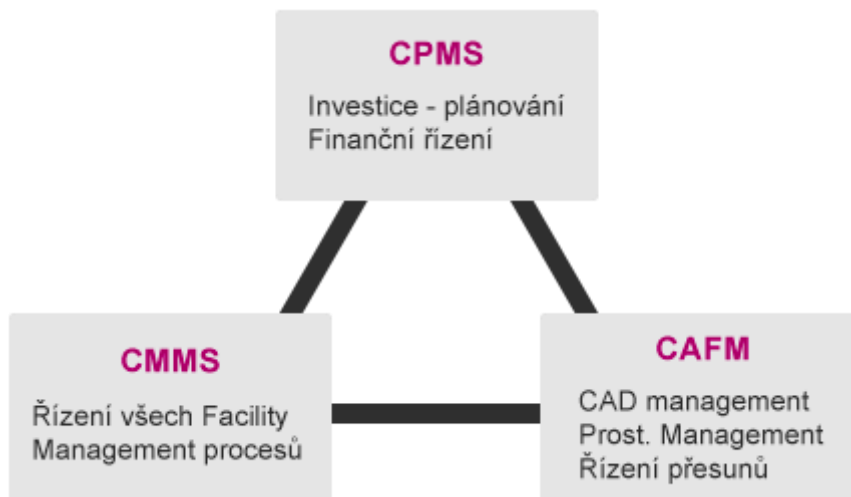 CPMS
Investice - plánování
Finanční řízení
CMMS
Řízení všech Facility
Management procesů
CAFM
CAD management
Prost. Management
Řízení přesunů